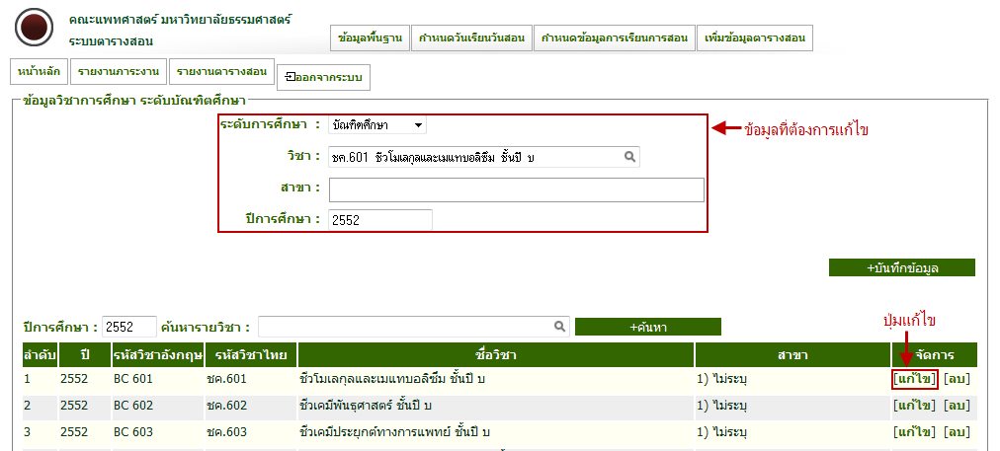 คณะแพทศาสตร์ มหาวิทยาลัยธรรมศาสตร์
ระบบตารางสอน
ข้อมูลพื้นฐาน กำหนดวันเรียนวันสอน กำหนดข้อมูลการเรียนการสอน เพิ่มข้อมูลตารางสอน
หน้าหลัก รายงานภาระงาน รายงานตารางสอน ออกจากระบบ
ข้อมูลวิชาการศึกษา ระดับบัณฑิตศึกษา
ระดับการศึกษา : บัณฑิตศึกษา
ข้อมูลที่ต้องการแก้ไข
วิชา : ชค.601 ชีวโมเลกุลและเมแทบอลิซึม ชั้นปี บ
สาขา :
ปีการศึกษา : 2552
+บันทึกข้อมูล
ปุ่มแก้ไข
ปีการศึกษา : 2552 ค้นหารายวิชา : +ค้นหา
ลำดับ ปี รหัสวิชาอังกฤษ รหัสวิชาไทย ชื่อวิชา สาขา จัดการ
1 2552 BC 601 ชค.601 ชีวโมเลกุลและเมแทบอลิซึม ชั้นปี บ 1) ไม่ระบุ [แก้ไข] [ลบ]
2 2552 BC 602 ชค.602 ชีวเคมีพันธุศาสตร์ ชั้นปี บ 1) ไม่ระบุ [แก้ไข] [ลบ]
3 2552 BC 603 ชค.603 ชีวเคมีประยุกต์ทางการแพทย์ ชั้นปี บ 1) ไม่ระบุ [แก้ไข] [ลบ]